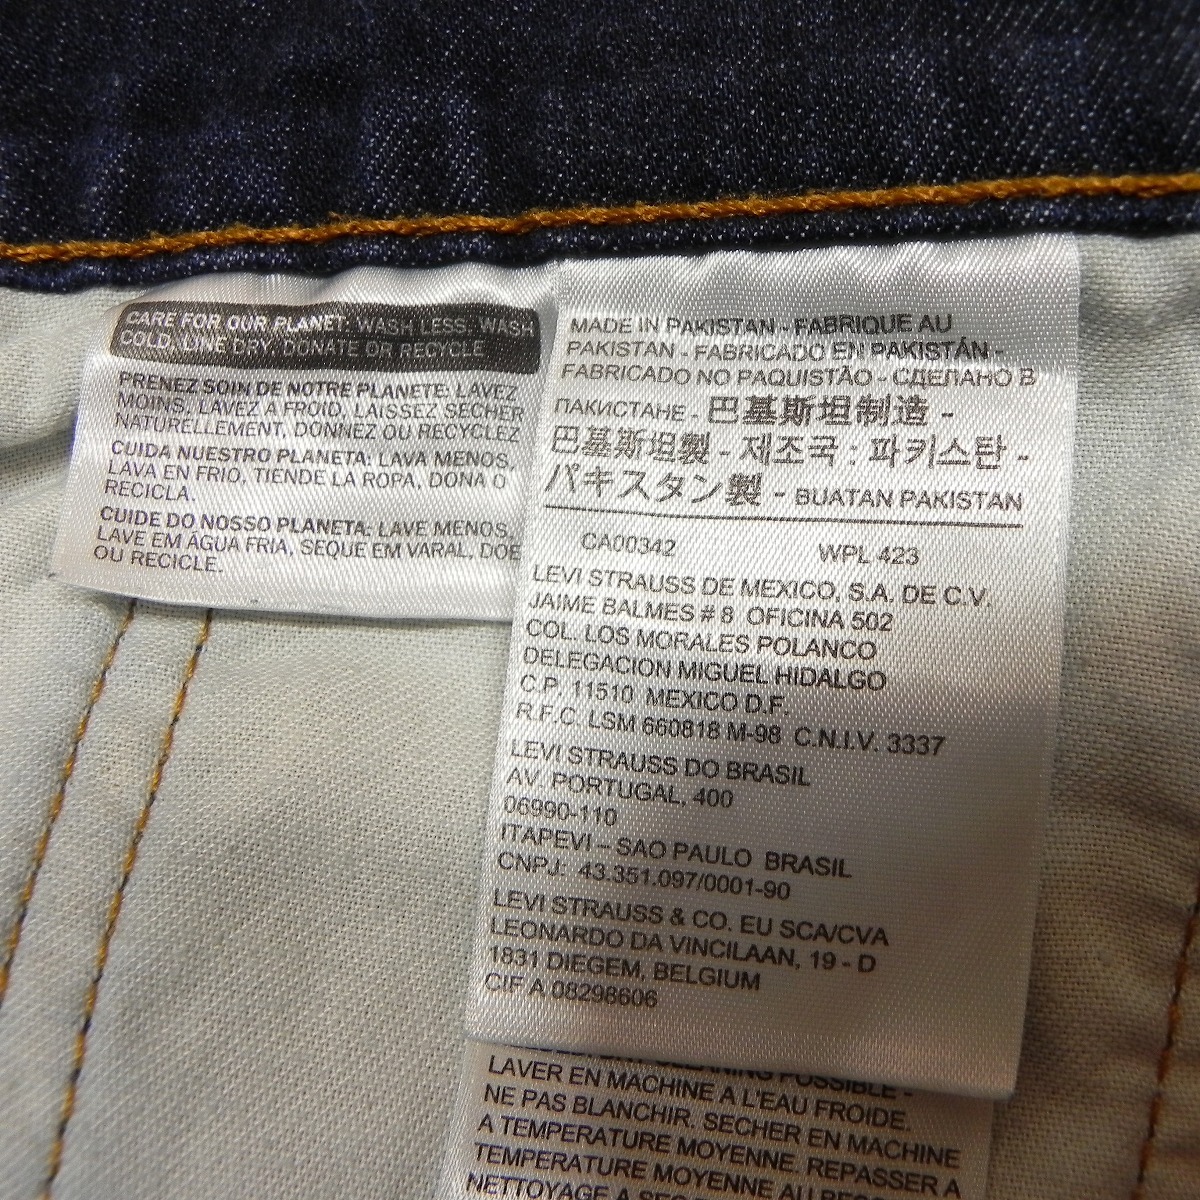 CARE FOR OUR PLANET: WASH LESS, WASH
COLD, LINE DRY, DONATE OR RECYCLE
PRENEZ SOIN DE NOTRE PLANETE: LAVEZ
MOINS, LAVEZ A FROID, LAISSEZ SECHER
NATURELLEMENT, DONNEZ OU RECYCLEZ
CUIDA NUESTRO PLANETA: LAVA MENOS,
LAVA EN FRIO, TIENDE LA ROPA, DONA O
RECICLA.
CUIDE DO NOSSO PLANETA: LAVE MENOS,
LAVE EM ÁGUA FRIA, SEQUE EM VARAL, DOE
OU RECICLE.
MADE IN PAKISTAN - FABRIQUE AU
PAKISTAN - FABRICADO EN PAKISTÁN -
FABRICADO NO PAQUISTÃO - СДЕЛАНО В
ПАКИСТАНЕ - 巴基斯坦制造 -
巴基斯坦製 - 제조국 : 파키스탄 -
パキスタン製 - BUATAN PAKISTAN
CA00342 WPL 423
LEVI STRAUSS DE MEXICO, S.A. DE C.V.
JAIME BALMES # 8 OFICINA 502
COL. LOS MORALES POLANCO
DELEGACION MIGUEL HIDALGO
C.P. 11510 MEXICO D.F.
R.F.C. LSM 660818 M-98 C.N.I.V. 3337
LEVI STRAUSS DO BRASIL
AV. PORTUGAL, 400
06990-110
ITAPEVI – SAO PAULO BRASIL
CNPJ: 43.351.097/0001-90
LEVI STRAUSS & CO. EU SCA/CVA
LEONARDO DA VINCILAAN, 19 - D
1831 DIEGEM, BELGIUM
CIF A 08298606
POSSIBLE -
LAVER EN MACHINE A L'EAU FROIDE.
NE PAS BLANCHIR. SECHER EN MACHINE
A TEMPERATURE MOYENNE. REPASSER A
TEMPERATURE MOYENNE AU
NETTOYAGE A